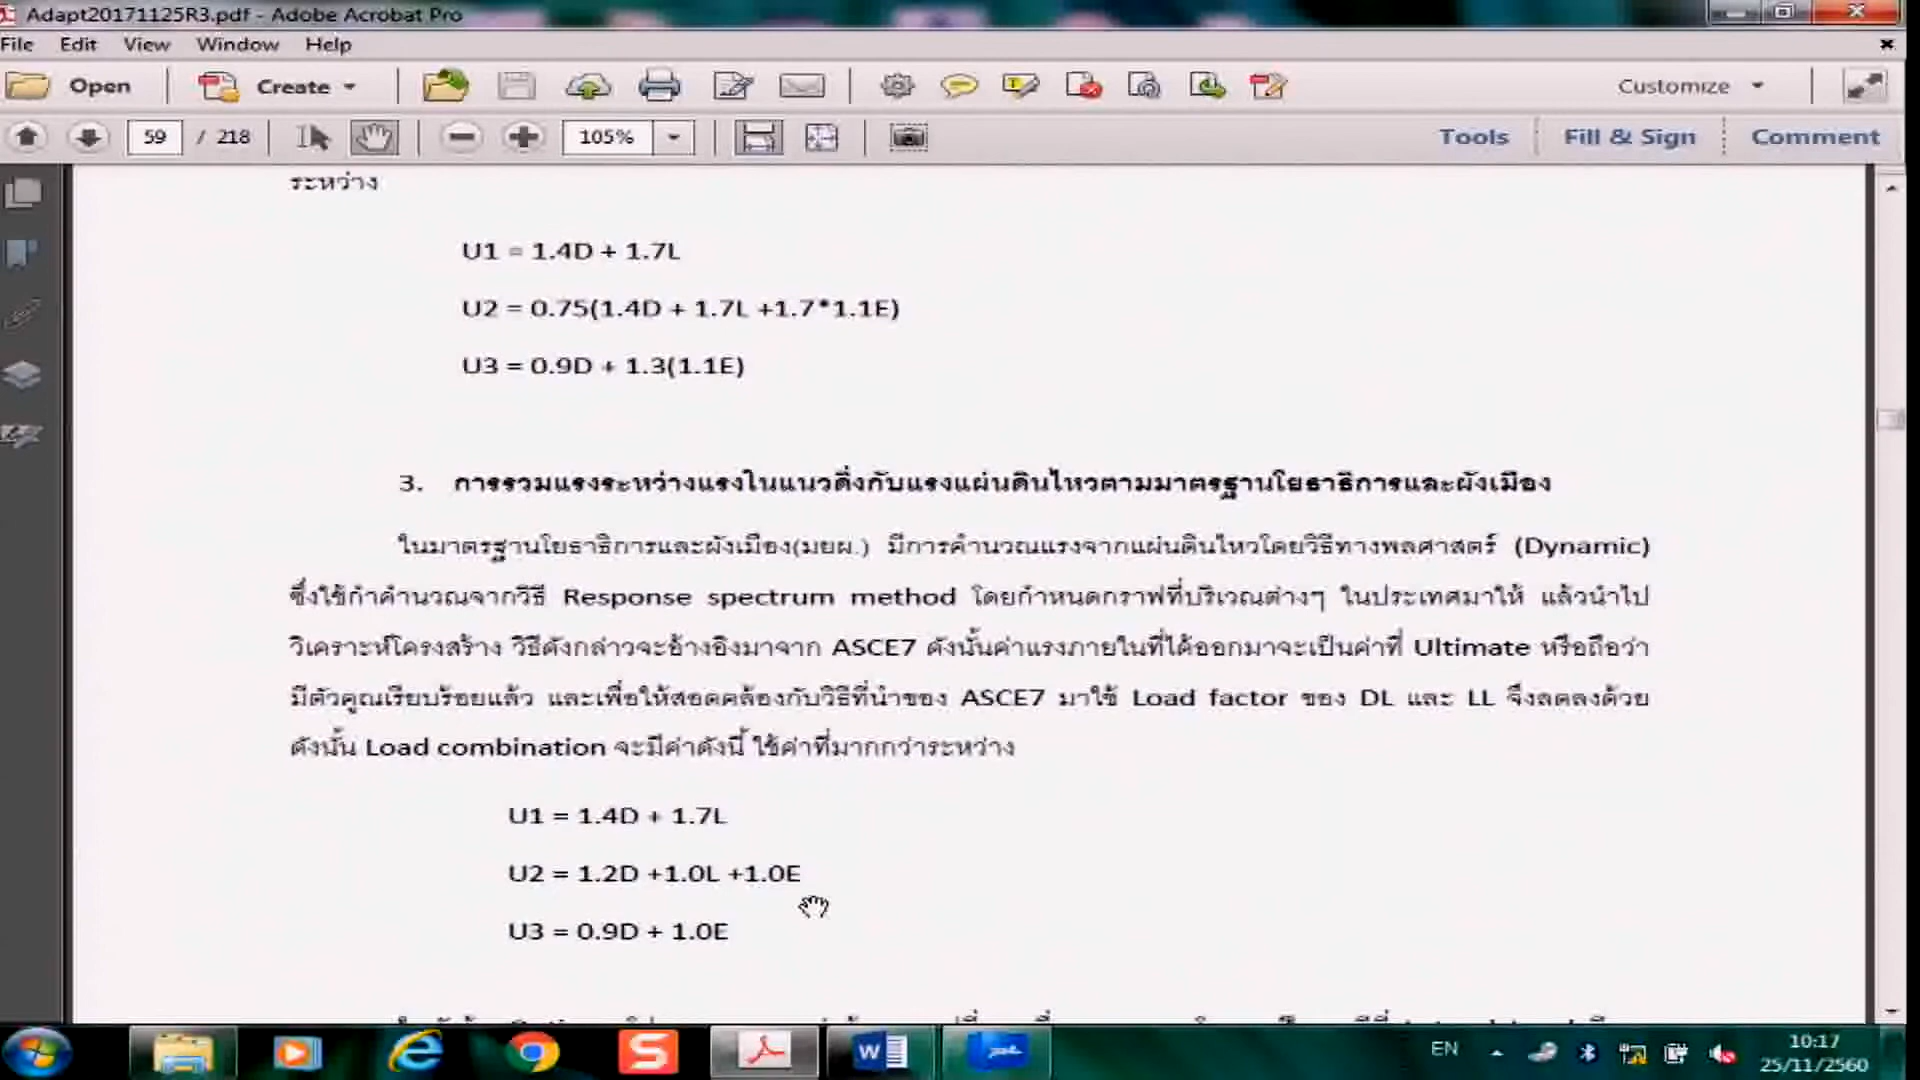 Adapt20171125R3.pdf - Adobe Acrobat Pro
File Edit View Window Help
Open Create Customize
59 / 218 105% Tools Fill & Sign Comment
ระหว่าง
U1 = 1.4D + 1.7L
U2 = 0.75(1.4D + 1.7L +1.7*1.1E)
U3 = 0.9D + 1.3(1.1E)
3. การรวมแรงระหว่างแรงในแนวดิ่งกับแรงแผ่นดินไหวตามมาตรฐานโยธาธิการและผังเมือง
ในมาตรฐานโยธาธิการและผังเมือง(มยผ.) มีการคำนวณแรงจากแผ่นดินไหวโดยวิธีทางพลศาสตร์ (Dynamic)
ซึ่งใช้กำคำนวณจากวิธี Response spectrum method โดยกำหนดกราฟที่บริเวณต่างๆ ในประเทศมาให้ แล้วนำไป
วิเคราะห์โครงสร้าง วิธีดังกล่าวจะอ้างอิงมาจาก ASCE7 ดังนั้นค่าแรงภายในที่ได้ออกมาจะเป็นค่าที่ Ultimate หรือถือว่า
มีตัวคูณเรียบร้อยแล้ว และเพื่อให้สอดคล้องกับวิธีที่นำของ ASCE7 มาใช้ Load factor ของ DL และ LL จึงลดลงด้วย
ดังนั้น Load combination จะมีค่าดังนี้ ใช้ค่าที่มากกว่าระหว่าง
U1 = 1.4D + 1.7L
U2 = 1.2D +1.0L +1.0E
U3 = 0.9D + 1.0E
EN 10:17
25/11/2560